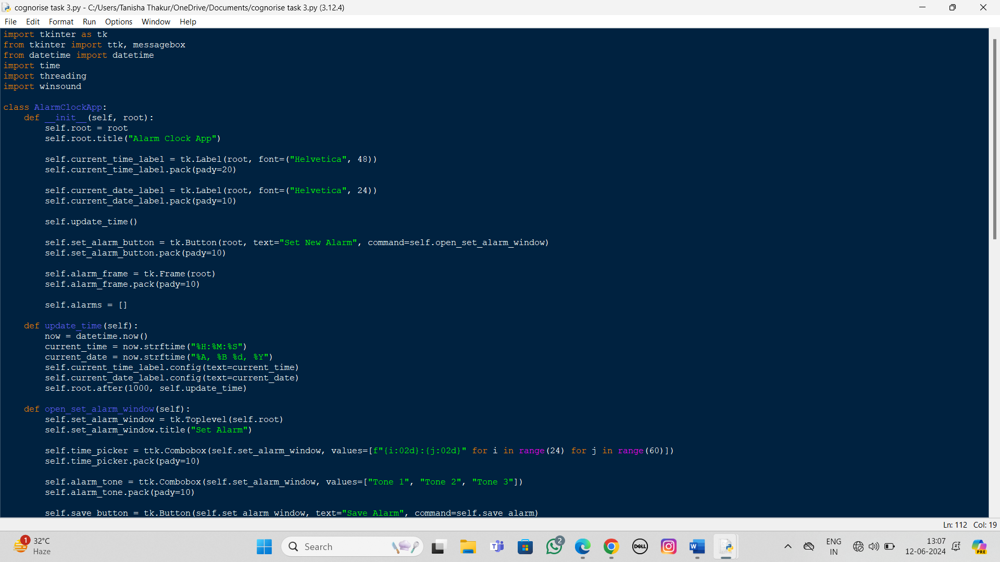 cognorise task 3.py - C:/Users/Tanisha Thakur/OneDrive/Documents/cognorise task 3.py (3.12.4)
File Edit Format Run Options Window Help
import tkinter as tk
from tkinter import ttk, messagebox
from datetime import datetime
import time
import threading
import winsound

class AlarmClockApp:
    def __init__(self, root):
        self.root = root
        self.root.title("Alarm Clock App")

        self.current_time_label = tk.Label(root, font=("Helvetica", 48))
        self.current_time_label.pack(pady=20)

        self.current_date_label = tk.Label(root, font=("Helvetica", 24))
        self.current_date_label.pack(pady=10)

        self.update_time()

        self.set_alarm_button = tk.Button(root, text="Set New Alarm", command=self.open_set_alarm_window)
        self.set_alarm_button.pack(pady=10)

        self.alarm_frame = tk.Frame(root)
        self.alarm_frame.pack(pady=10)

        self.alarms = []

    def update_time(self):
        now = datetime.now()
        current_time = now.strftime("%H:%M:%S")
        current_date = now.strftime("%A, %B %d, %Y")
        self.current_time_label.config(text=current_time)
        self.current_date_label.config(text=current_date)
        self.root.after(1000, self.update_time)

    def open_set_alarm_window(self):
        self.set_alarm_window = tk.Toplevel(self.root)
        self.set_alarm_window.title("Set Alarm")

        self.time_picker = ttk.Combobox(self.set_alarm_window, values=[f"{i:02d}:{j:02d}" for i in range(24) for j in range(60)])
        self.time_picker.pack(pady=10)

        self.alarm_tone = ttk.Combobox(self.set_alarm_window, values=["Tone 1", "Tone 2", "Tone 3"])
        self.alarm_tone.pack(pady=10)

        self.save_button = tk.Button(self.set_alarm_window, text="Save Alarm", command=self.save_alarm)
Ln: 112 Col: 19
1
32°C
Haze
Search
2
DELL
ENG
IN
13:07
12-06-2024
PRE